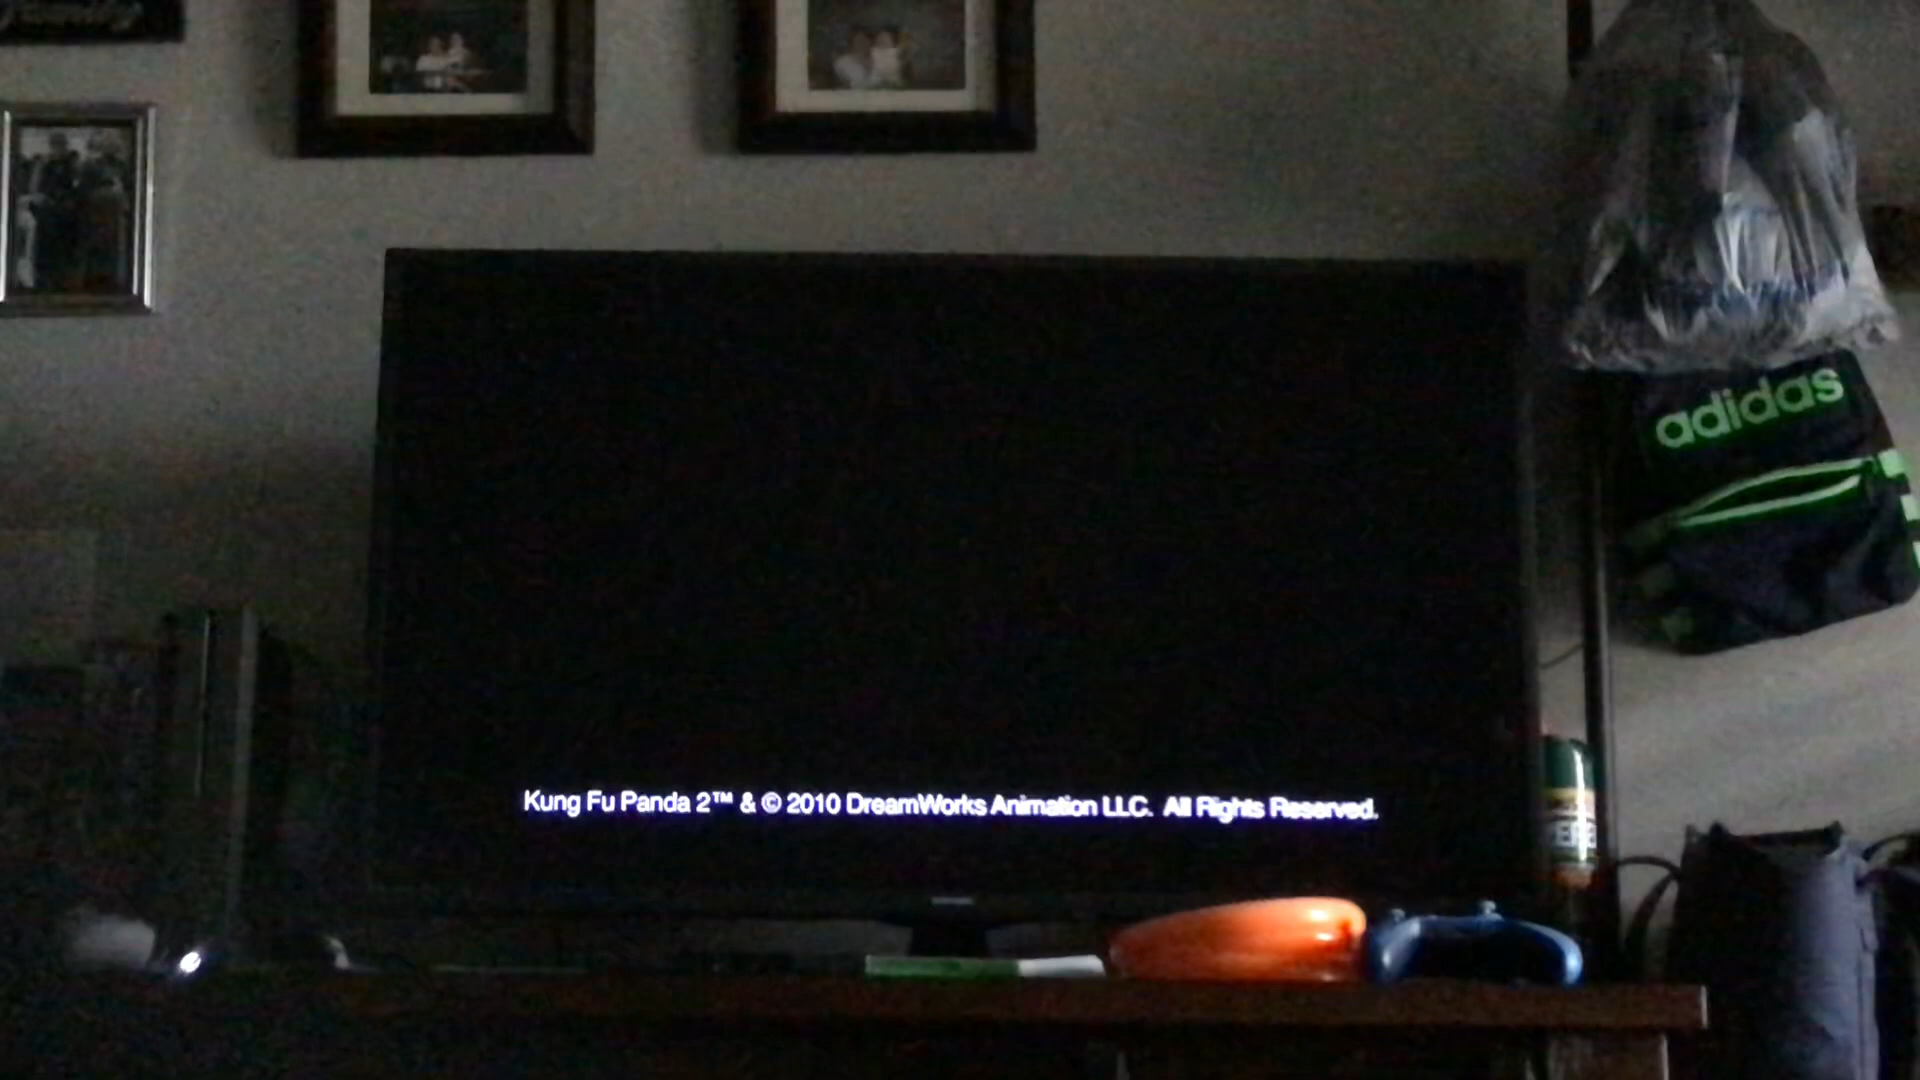 Kung Fu Panda 2™ & © 2010 DreamWorks Animation LLC. All Rights Reserved.
adidas